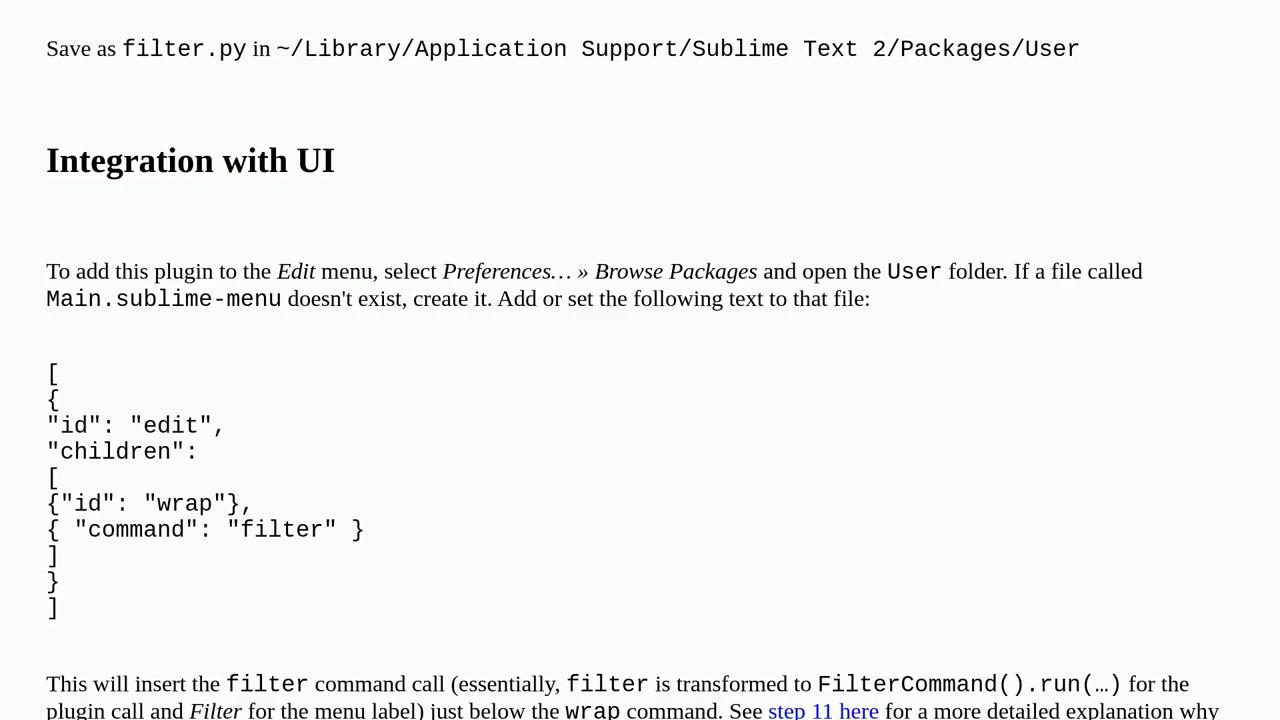 Save as filter.py in ~/Library/Application Support/Sublime Text 2/Packages/User
Integration with UI
To add this plugin to the Edit menu, select Preferences… » Browse Packages and open the User folder. If a file called
Main.sublime-menu doesn't exist, create it. Add or set the following text to that file:
[
{
"id": "edit",
"children":
[
{"id": "wrap"},
{ "command": "filter" }
]
}
]
This will insert the filter command call (essentially, filter is transformed to FilterCommand().run(…) for the
plugin call and Filter for the menu label) just below the wrap command. See step 11 here for a more detailed explanation why